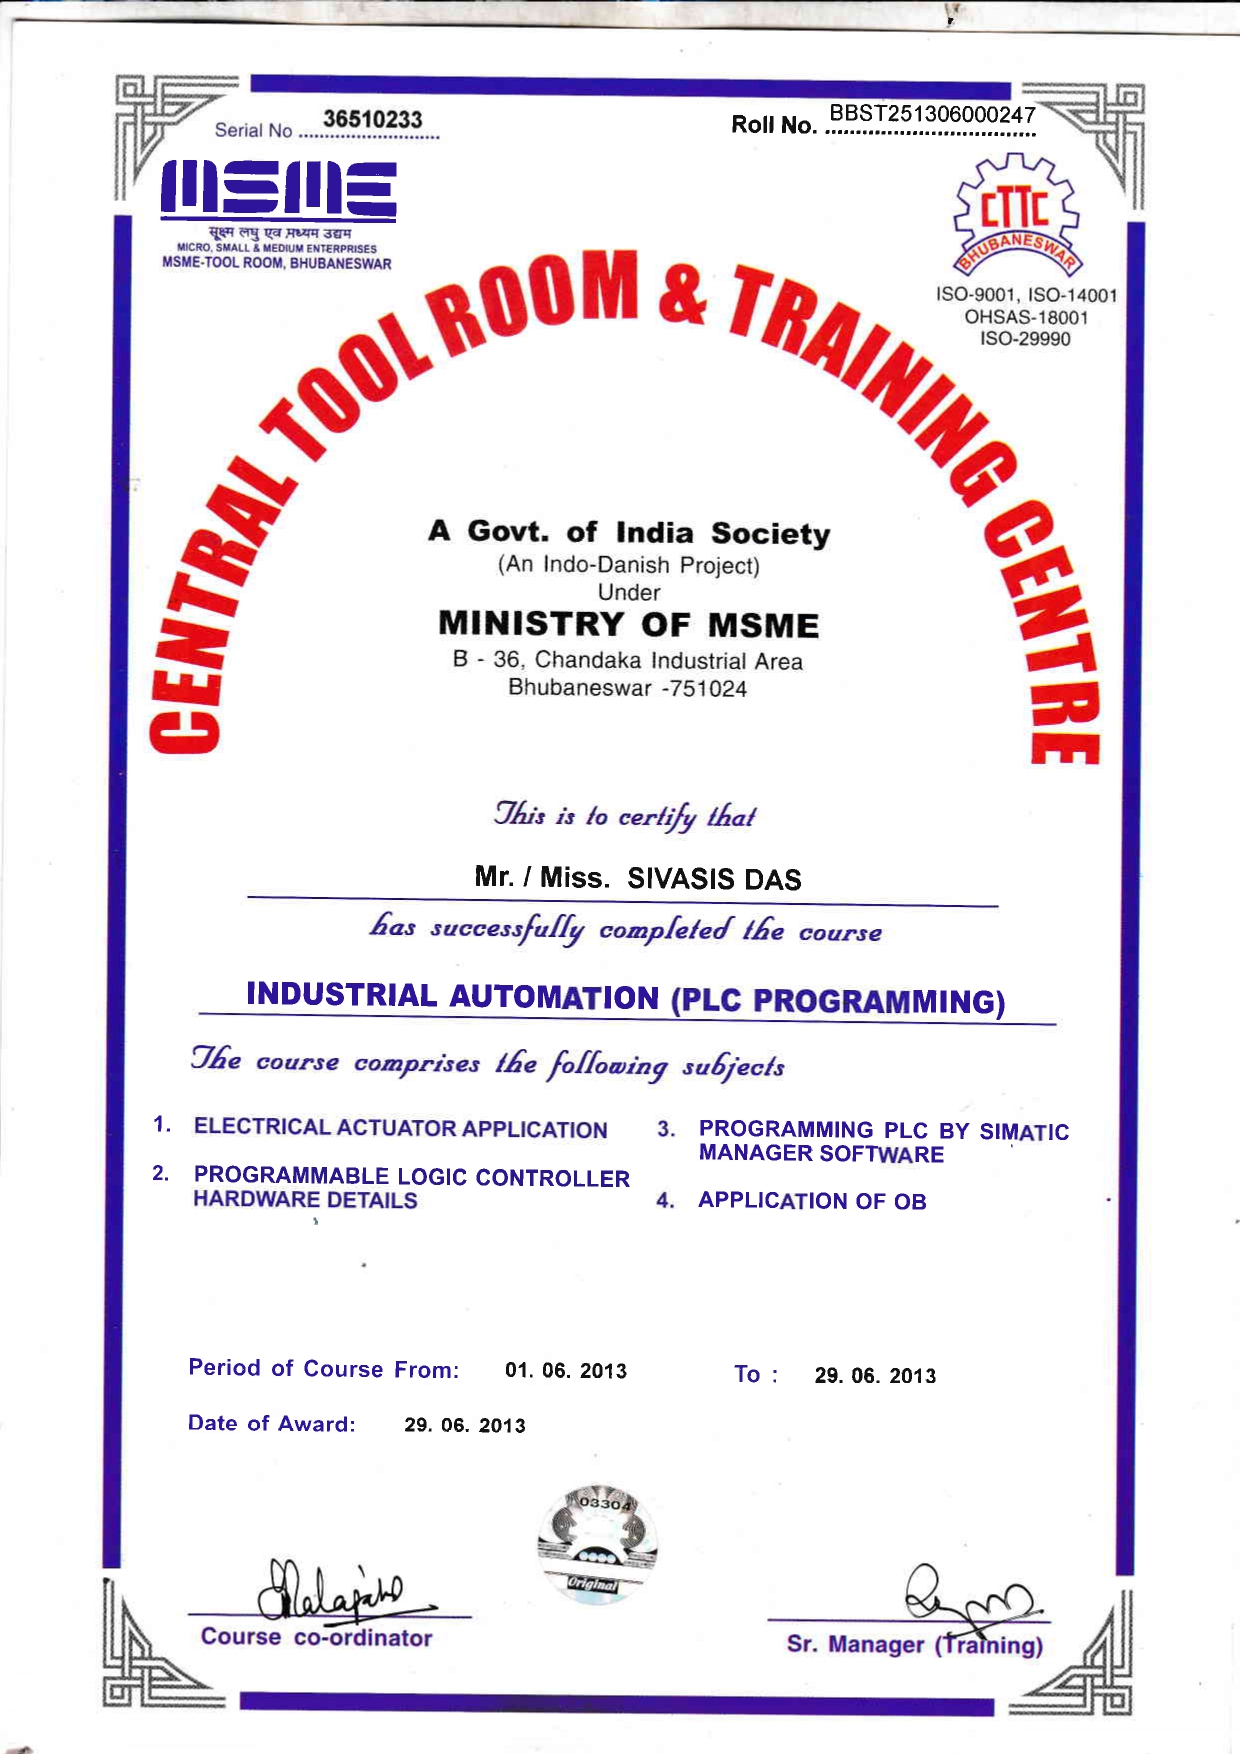 Serial No 36510233
Roll No. BBST251306000247
MSME
सूक्ष्म लघु एवं मध्यम उद्यम
MICRO, SMALL & MEDIUM ENTERPRISES
MSME-TOOL ROOM, BHUBANESWAR
CTTC
BHUBANESWAR
ISO-9001, ISO-14001
OHSAS-18001
ISO-29990
CENTRAL TOOL ROOM & TRAINING CENTRE
A Govt. of India Society
(An Indo-Danish Project)
Under
MINISTRY OF MSME
B - 36, Chandaka Industrial Area
Bhubaneswar -751024
This is to certify that
Mr. / Miss. SIVASIS DAS
has successfully completed the course
INDUSTRIAL AUTOMATION (PLC PROGRAMMING)
The course comprises the following subjects
1. ELECTRICAL ACTUATOR APPLICATION
2. PROGRAMMABLE LOGIC CONTROLLER
HARDWARE DETAILS
3. PROGRAMMING PLC BY SIMATIC
MANAGER SOFTWARE
4. APPLICATION OF OB
Period of Course From: 01. 06. 2013 To : 29. 06. 2013
Date of Award: 29. 06. 2013
03304
Original
Course co-ordinator
Sr. Manager (Training)